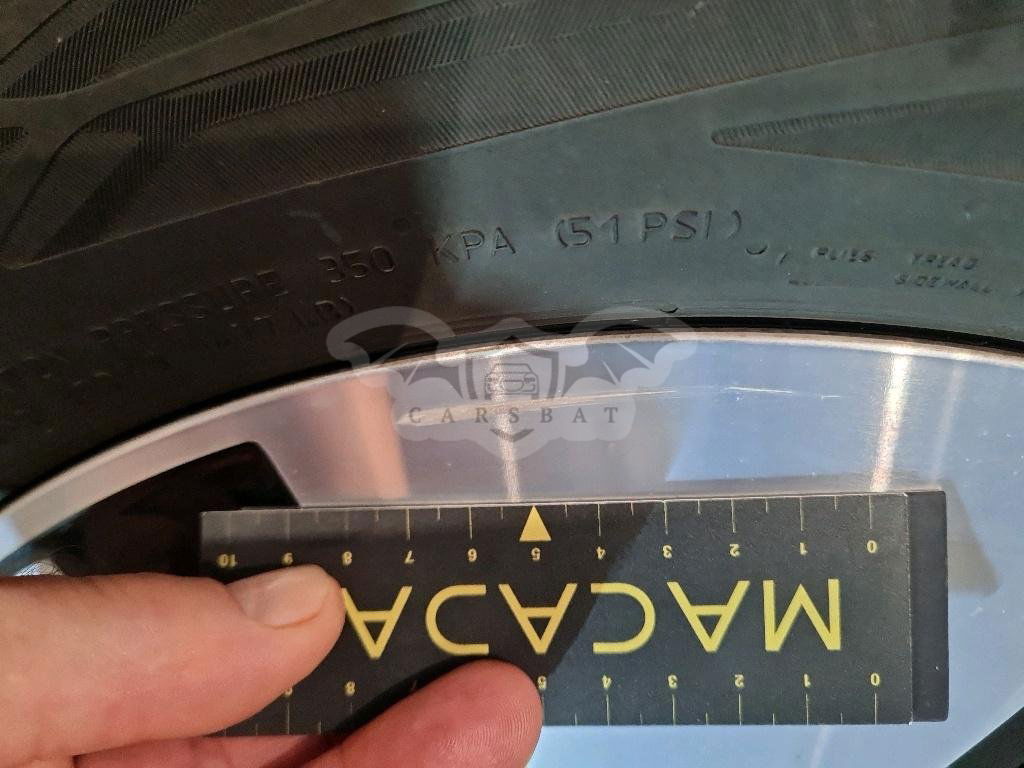 PRESSURE 350 KPA (51 PSI)
PLIES TREAD
SIDEWALL
CARSBAT
10 9 8 7 6 5 4 3 2 1 0
MACAJA
8 7 5 4 3 2 1 0